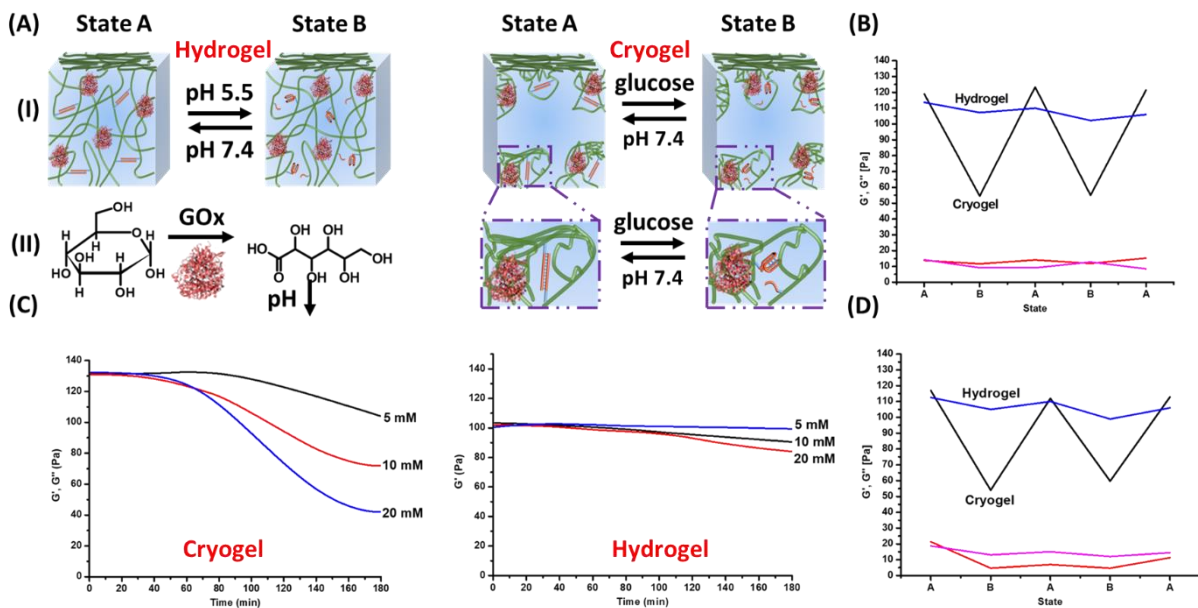 (A) State A State B
Hydrogel
(I)
pH 5.5
pH 7.4
Cryogel
State A State B
glucose
pH 7.4
glucose
pH 7.4
(II)
OH
H
H
O
H
HO
H
HO
OH
H
OH
GOx
OH OH
HO
OH
O
OH OH
pH
(B)
140
130
120
110
100
90
80
70
60
50
40
30
20
10
0
G', G'' [Pa]
Hydrogel
Cryogel
A B A B A
State
(C)
140
120
100
80
60
40
20
0
G', G'' (Pa)
5 mM
10 mM
20 mM
Cryogel
0 20 40 60 80 100 120 140 160 180
Time (min)
140
120
100
80
60
40
20
0
G' (Pa)
5 mM
10 mM
20 mM
Hydrogel
0 20 40 60 80 100 120 140 160 180
Time (min)
(D)
140
130
120
110
100
90
80
70
60
50
40
30
20
10
0
G', G'' [Pa]
Hydrogel
Cryogel
A B A B A
State